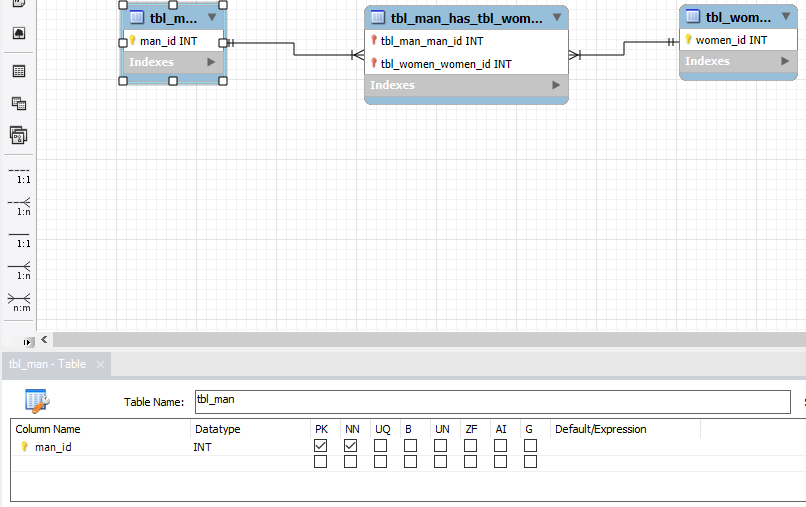 tbl_m...
tbl_man_has_tbl_wom...
tbl_wom...
man_id INT
tbl_man_man_id INT
women_id INT
Indexes
tbl_women_women_id INT
Indexes
Indexes
1:1
1:n
1:1
1:n
n:m
tbl_man - Table
Table Name: tbl_man
Column Name Datatype PK NN UQ B UN ZF AI G Default/Expression
man_id INT